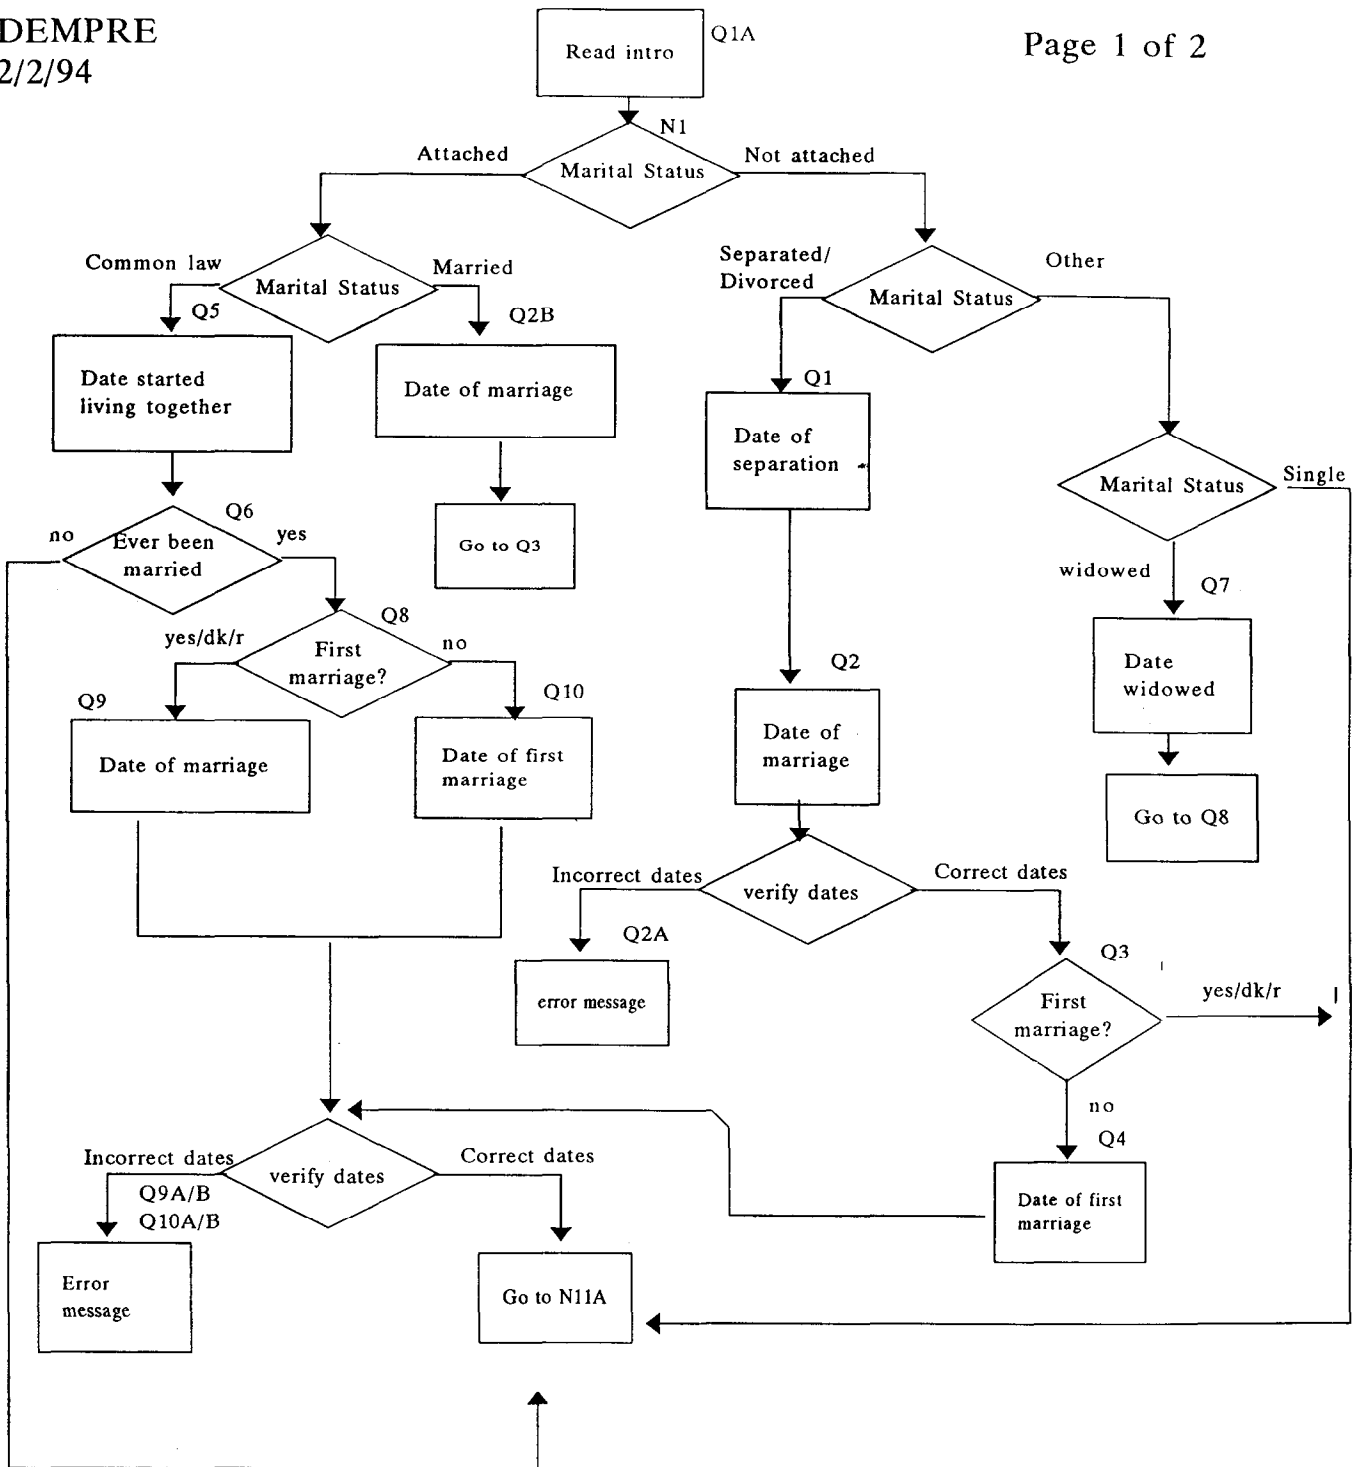 DEMPRE
2/2/94
Page 1 of 2
Read intro
Q1A
N1
Attached
Marital Status
Not attached
Common law
Marital Status
Married
Q5
Q2B
Separated/
Divorced
Marital Status
Other
Date started
living together
Date of marriage
Q1
Date of
separation
Marital Status
Single
no
Q6
Ever been
married
yes
Go to Q3
widowed
Q7
Q8
yes/dk/r
First
marriage?
no
Q2
Date
widowed
Q9
Q10
Date of marriage
Date of first
marriage
Date of
marriage
Go to Q8
Incorrect dates
verify dates
Correct dates
Q2A
error message
Q3
First
marriage?
yes/dk/r
no
Q4
Date of first
marriage
Incorrect dates
verify dates
Correct dates
Q9A/B
Q10A/B
Error
message
Go to N11A